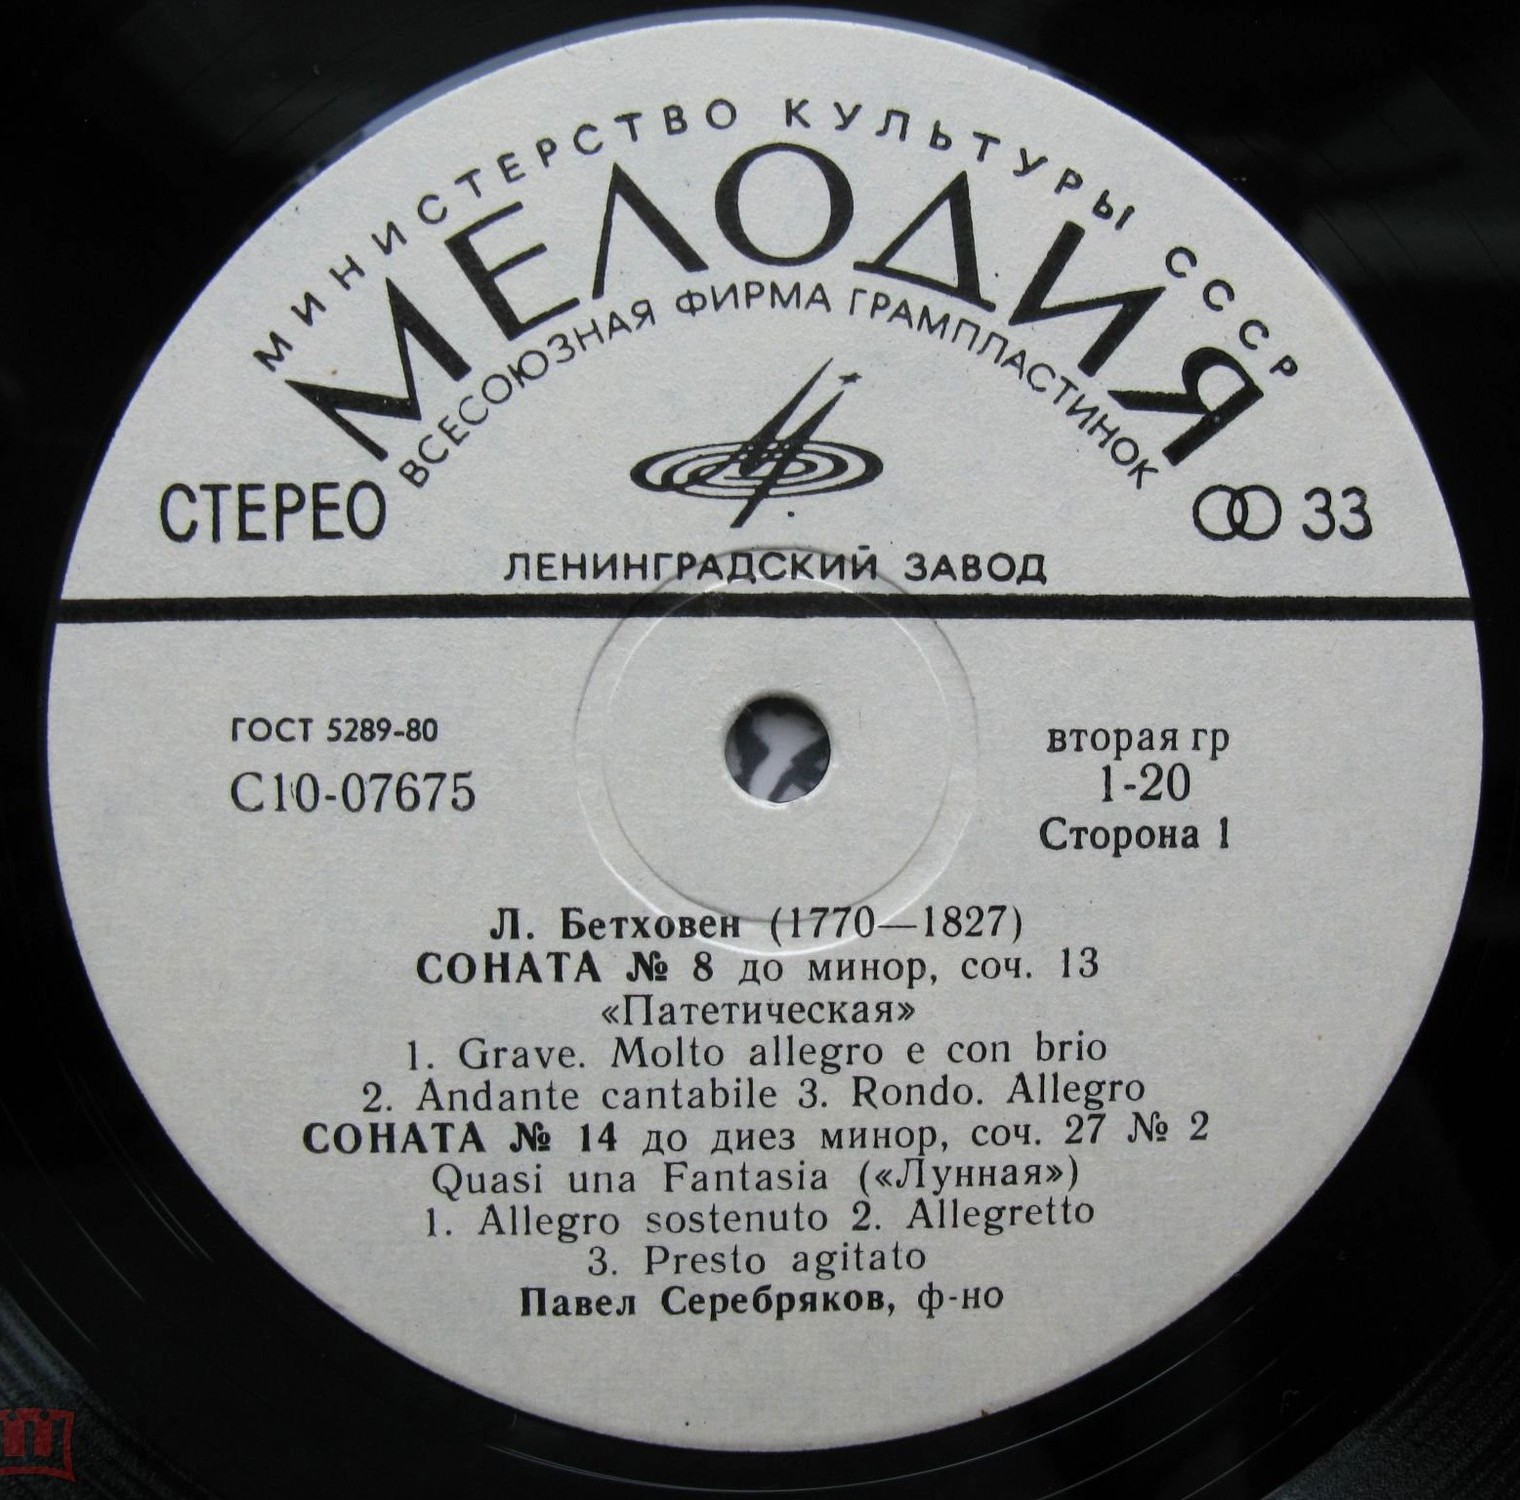 МИНИСТЕРСТВО КУЛЬТУРЫ СССР
МЕЛОДИЯ
ВСЕСОЮЗНАЯ ФИРМА ГРАМПЛАСТИНОК
СТЕРЕО
33
ЛЕНИНГРАДСКИЙ ЗАВОД
ГОСТ 5289-80
С10-07675
вторая гр
1-20
Сторона 1
Л. Бетховен (1770—1827)
СОНАТА № 8 до минор, соч. 13
«Патетическая»
1. Grave. Molto allegro e con brio
2. Andante cantabile 3. Rondo. Allegro
СОНАТА № 14 до диез минор, соч. 27 № 2
Quasi una Fantasia («Лунная»)
1. Allegro sostenuto 2. Allegretto
3. Presto agitato
Павел Серебряков, ф-но